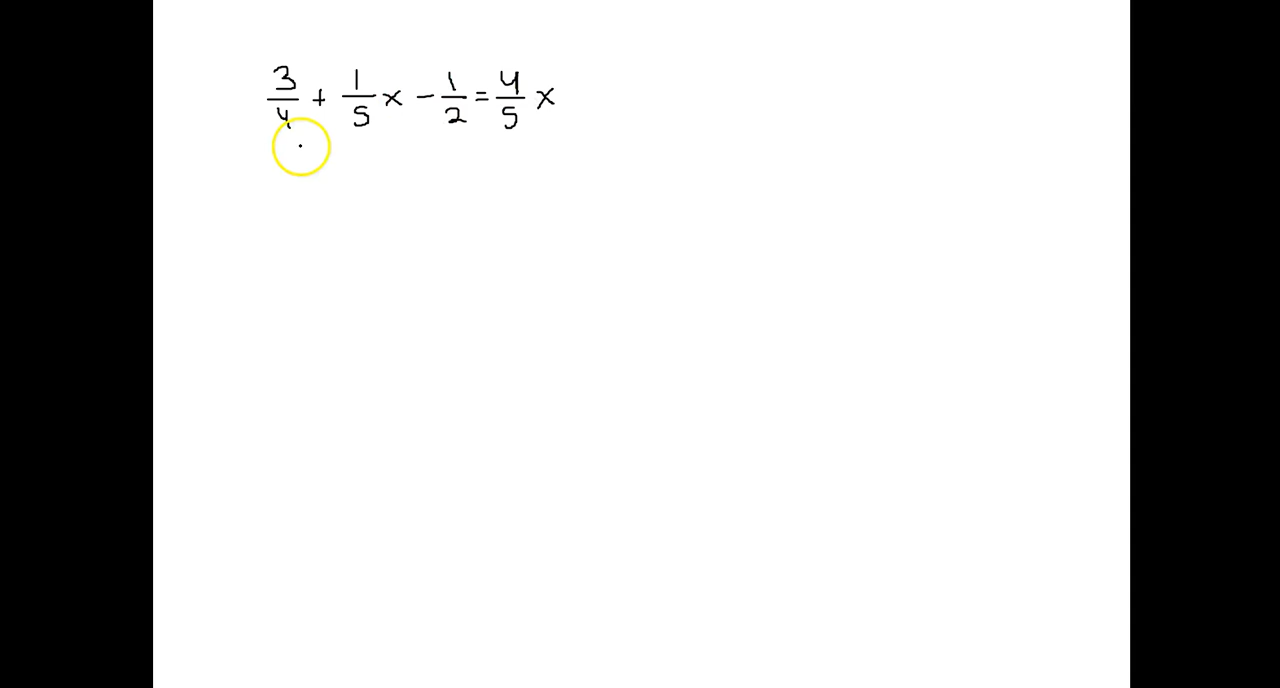 3/4 + 1/5 x - 1/2 = 4/5 x